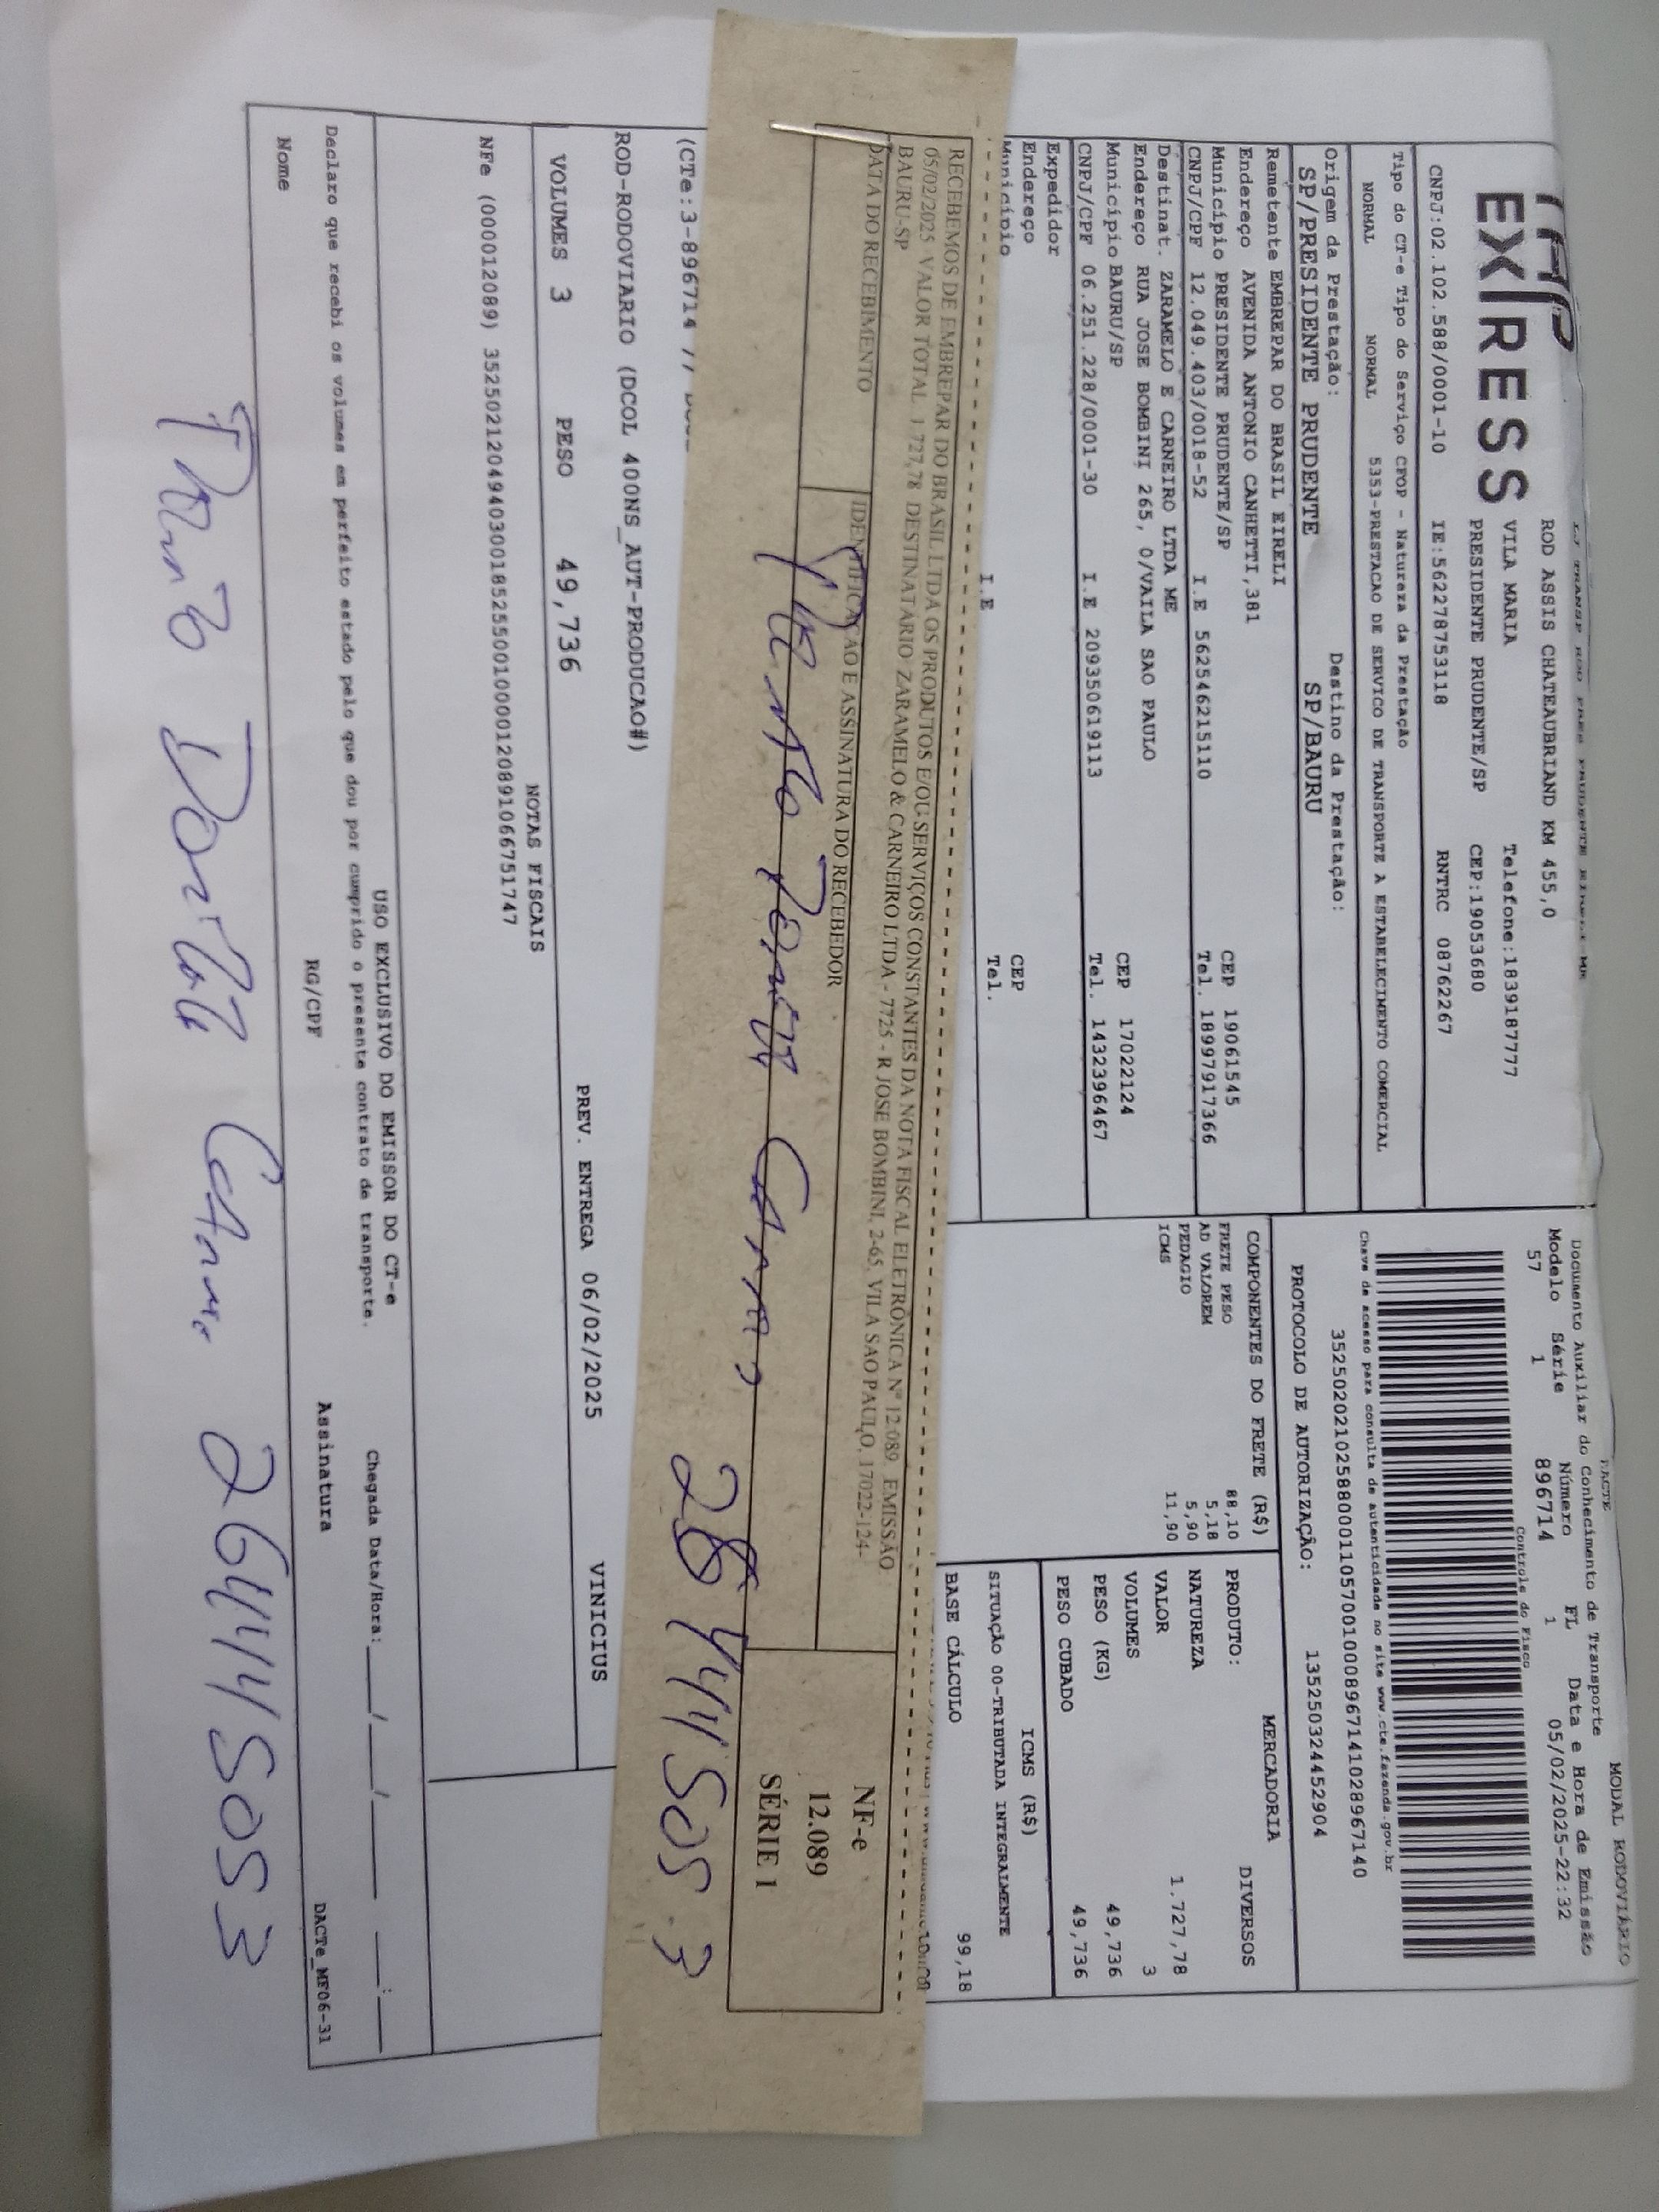 EXPRESS
ROD ASSIS CHATEAUBRIAND KM 455,0
VILA MARIA Telefone:1839187777
PRESIDENTE PRUDENTE/SP CEP:19053680
CNPJ:02.102.588/0001-10 IE:562278753118 RNTRC 08762267
Tipo do CT-e Tipo do Serviço CFOP - Natureza da Prestação
NORMAL NORMAL 5353-PRESTACAO DE SERVICO DE TRANSPORTE A ESTABELECIMENTO COMERCIAL
Origem da Prestação: Destino da Prestação:
SP/PRESIDENTE PRUDENTE SP/BAURU
Remetente EMBREPAR DO BRASIL EIRELI
Endereço AVENIDA ANTONIO CANHETTI,381
Município PRESIDENTE PRUDENTE/SP CEP 19061545
CNPJ/CPF 12.049.403/0018-52 I.E 562546215110 Tel. 18997917366
Destinat. ZARAMELO E CARNEIRO LTDA ME
Endereço RUA JOSE BOMBINI 265, 0/VAILA SAO PAULO
Município BAURU/SP CEP 17022124
CNPJ/CPF 06.251.228/0001-30 I.E 209350619113 Tel. 1432396467
Expedidor
Endereço
Município CEP
I.E Tel.
MODAL RODOVIÁRIO
DACTE
Documento Auxiliar do Conhecimento de Transporte
Modelo Série Número FL Data e Hora de Emissão
57 1 896714 1 05/02/2025-22:32
Controle do Fisco
Chave de acesso para consulta de autenticidade no site www.cte.fazenda.gov.br
35250202102588000110570010008967141028967140
PROTOCOLO DE AUTORIZAÇÃO: 135250324452904
COMPONENTES DO FRETE (R$)
FRETE PESO 88,10
AD VALOREM 5,18
PEDAGIO 5,90
ICMS 11,90
MERCADORIA
PRODUTO: DIVERSOS
NATUREZA
VALOR 1.727,78
VOLUMES 3
PESO (KG) 49,736
PESO CUBADO 49,736
ICMS (R$)
SITUAÇÃO 00-TRIBUTADA INTEGRALMENTE
BASE CÁLCULO 99,18
RECEBEMOS DE EMBREPAR DO BRASIL LTDA OS PRODUTOS E/OU SERVIÇOS CONSTANTES DA NOTA FISCAL ELETRÔNICA Nº 12.089. EMISSÃO
05/02/2025 VALOR TOTAL 1.727,78 DESTINATARIO ZARAMELO & CARNEIRO LTDA - 7725 - R JOSE BOMBINI, 2-65, VILA SAO PAULO, 17022-124-
BAURU-SP
DATA DO RECEBIMENTO IDENTIFICAÇÃO E ASSINATURA DO RECEBEDOR
NF-e
12.089
SÉRIE 1
(CTe:3-896714 //
ROD-RODOVIARIO (DCOL 400NS_AUT-PRODUCAO#)
VOLUMES 3 PESO 49,736 PREV. ENTREGA 06/02/2025 VINICIUS
NOTAS FISCAIS
NFe (000012089) 35250212049403001852550010000120891066751747
USO EXCLUSIVO DO EMISSOR DO CT-e
Declaro que recebi os volumes em perfeito estado pelo que dou por cumprido o presente contrato de transporte. Chegada Data/Hora:___/___/_____ ___:___
Nome RG/CPF Assinatura DACTe_MF06-31
264441505 3